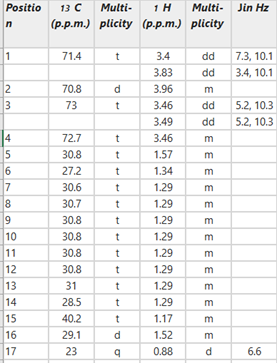 Positio 13 C Multi- 1 H Multi- Jin Hz
n (p.p.m.) plicity (p.p.m.) plicity
1 71.4 t 3.4 dd 7.3, 10.1
3.83 dd 3.4, 10.1
2 70.8 d 3.96 m
3 73 t 3.46 dd 5.2, 10.3
3.49 dd 5.2, 10.3
4 72.7 t 3.46 m
5 30.8 t 1.57 m
6 27.2 t 1.34 m
7 30.6 t 1.29 m
8 30.7 t 1.29 m
9 30.8 t 1.29 m
10 30.8 t 1.29 m
11 30.8 t 1.29 m
12 30.8 t 1.29 m
13 31 t 1.29 m
14 28.5 t 1.29 m
15 40.2 t 1.17 m
16 29.1 d 1.52 m
17 23 q 0.88 d 6.6